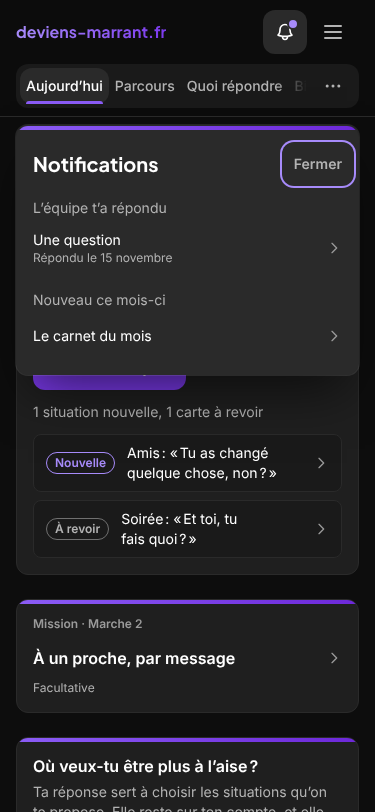 deviens-marrant.fr
Aujourd’hui Parcours Quoi répondre
Notifications
Fermer
L’équipe t’a répondu
Une question
Répondu le 15 novembre
Nouveau ce mois-ci
Le carnet du mois
1 situation nouvelle, 1 carte à revoir
Nouvelle
Amis : « Tu as changé
quelque chose, non ? »
À revoir
Soirée : « Et toi, tu
fais quoi ? »
Mission · Marche 2
À un proche, par message
Facultative
Où veux-tu être plus à l’aise ?
Ta réponse sert à choisir les situations qu’on
te propose. Elle reste sur ton compte, et elle